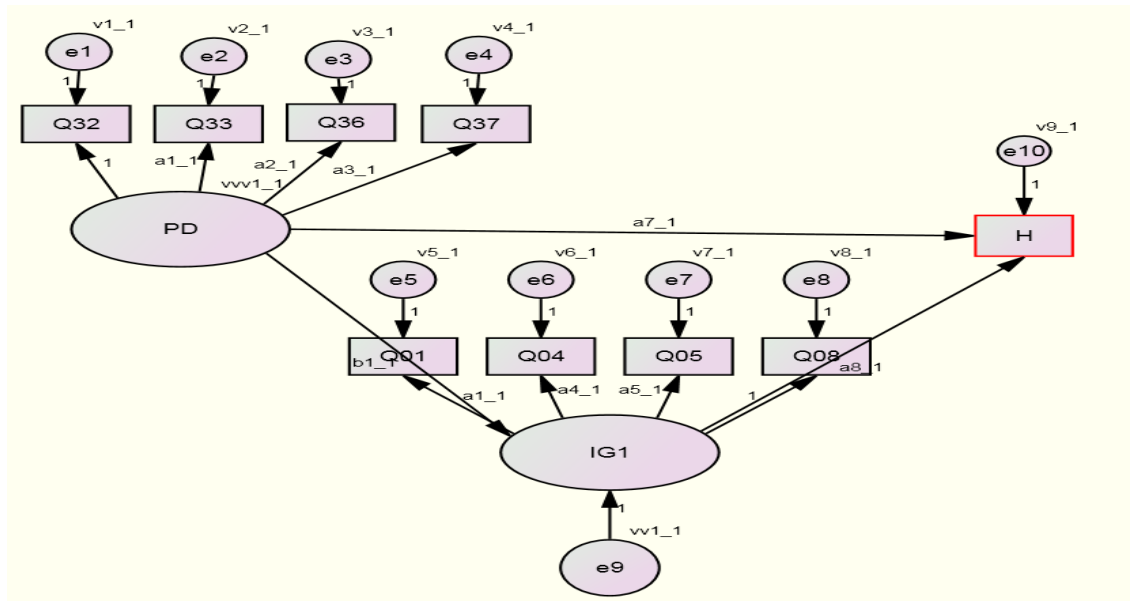 v1_1
v2_1
v3_1
v4_1
e1
e2
e3
e4
1
1
1
1
Q32
Q33
Q36
Q37
v9_1
e10
1
1
a1_1
a2_1
a3_1
vvv1_1
PD
a7_1
H
v5_1
v6_1
v7_1
v8_1
e5
e6
e7
e8
1
1
1
1
Q01
Q04
Q05
Q08
b1_1
a8_1
a1_1
a4_1
a5_1
1
IG1
1
vv1_1
e9